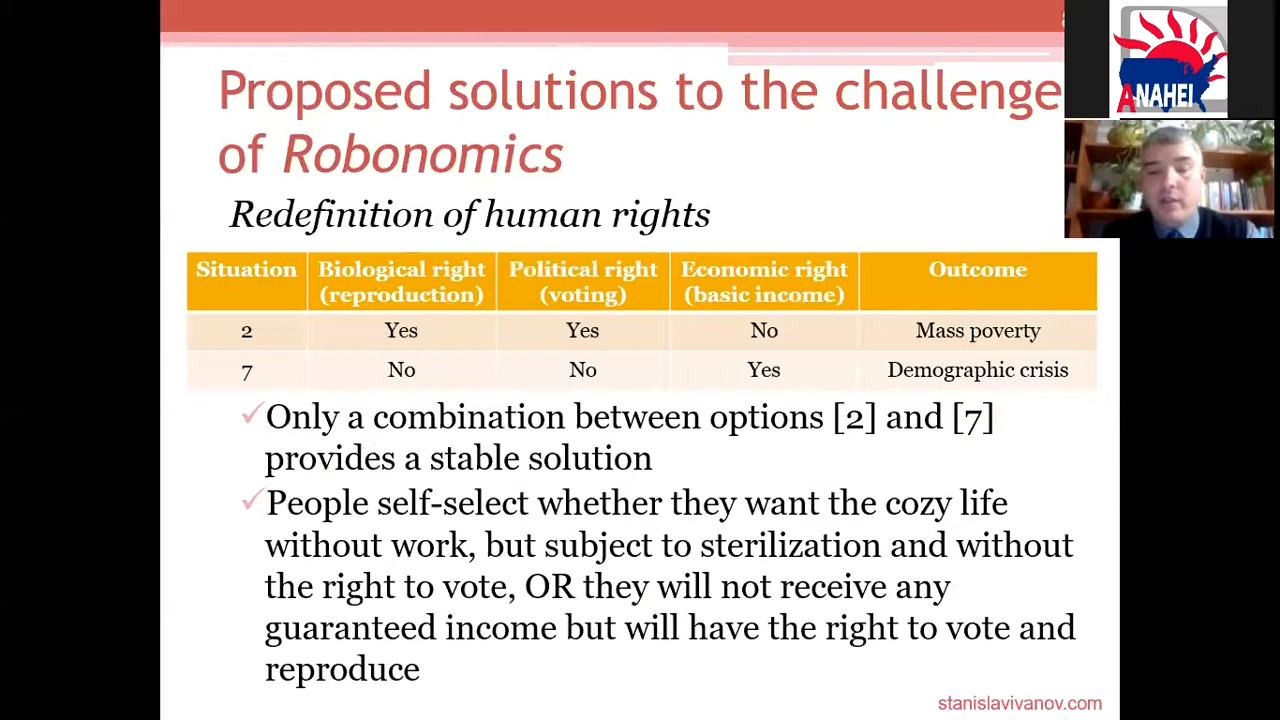 Proposed solutions to the challenge
of Robonomics
Redefinition of human rights
Situation
Biological right
(reproduction)
Political right
(voting)
Economic right
(basic income)
Outcome
2 Yes Yes No Mass poverty
7 No No Yes Demographic crisis
✓Only a combination between options [2] and [7]
provides a stable solution
✓People self-select whether they want the cozy life
without work, but subject to sterilization and without
the right to vote, OR they will not receive any
guaranteed income but will have the right to vote and
reproduce
stanislavivanov.com
ANAHEI